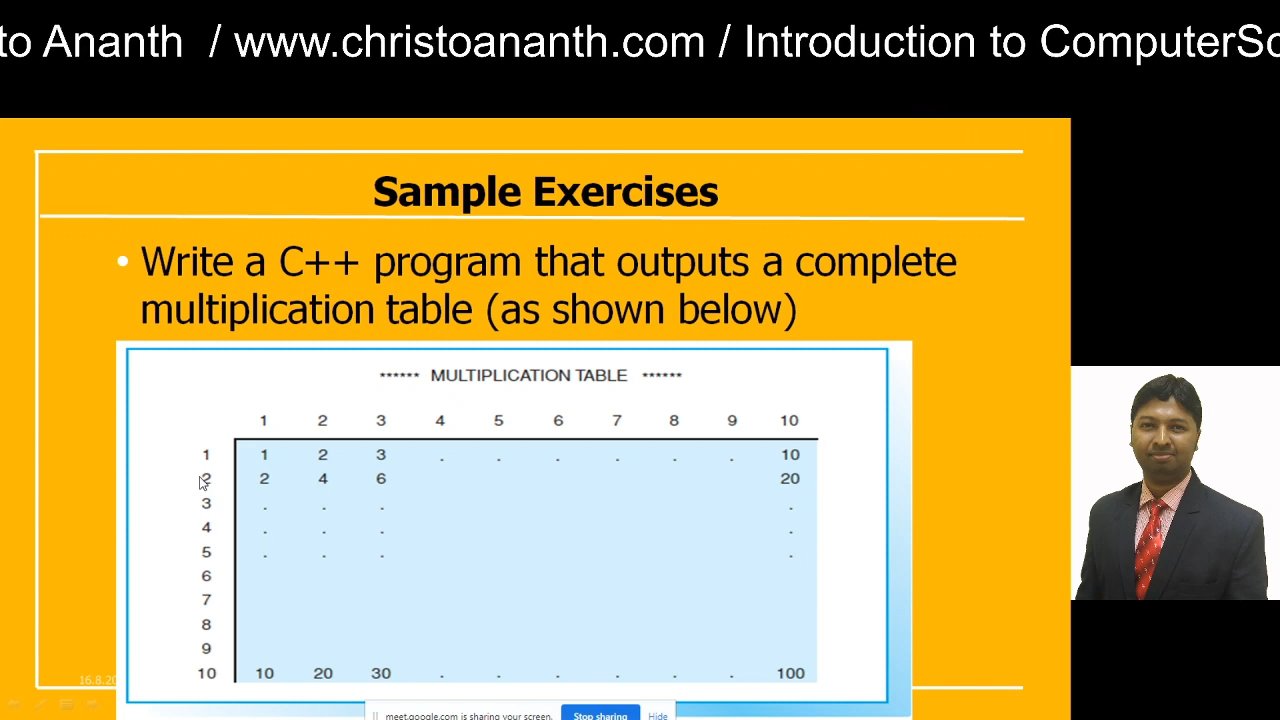 to Ananth / www.christoananth.com / Introduction to ComputerSc
Sample Exercises
• Write a C++ program that outputs a complete
multiplication table (as shown below)
****** MULTIPLICATION TABLE ******
1 2 3 4 5 6 7 8 9 10
1 1 2 3 . . . . . . 10
2 2 4 6 20
3 . . . .
4 . . . .
5 . . . .
6
7
8
9
10 10 20 30 . . . . . . 100
16.8.20
meet.google.com is sharing your screen. Stop sharing Hide